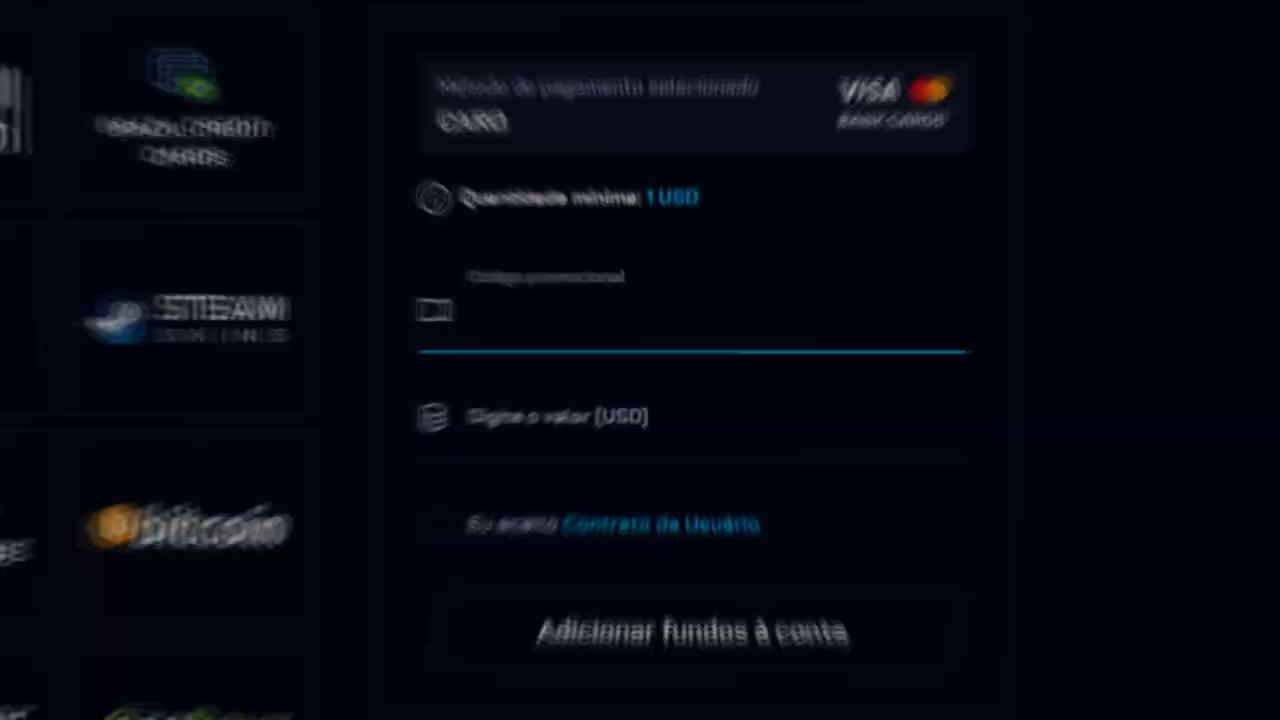 BRAZIL CREDIT
CARDS
STEAM
bitcoin
Método de pagamento selecionado
CARD
VISA
BANK CARDS
Quantidade mínima: 1 USD
Código promocional
Digite o valor (USD)
Eu aceito Contrato de Usuário
Adicionar fundos à conta